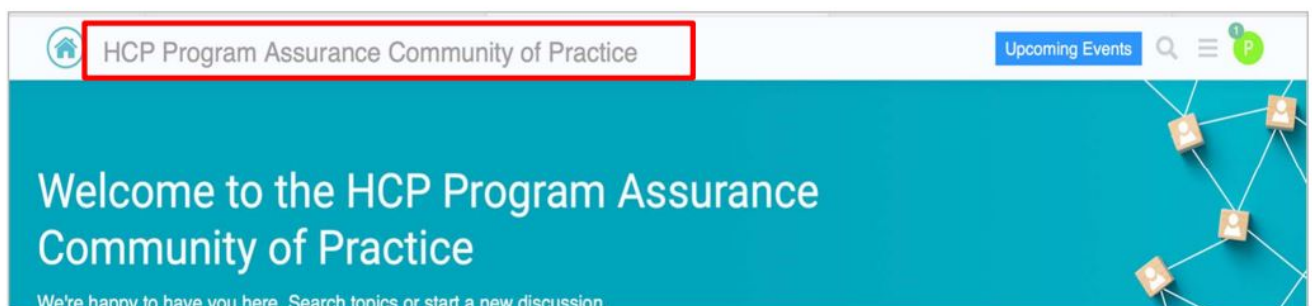 HCP Program Assurance Community of Practice
Upcoming Events
1
P
Welcome to the HCP Program Assurance
Community of Practice
We're happy to have you here. Search topics or start a new discussion